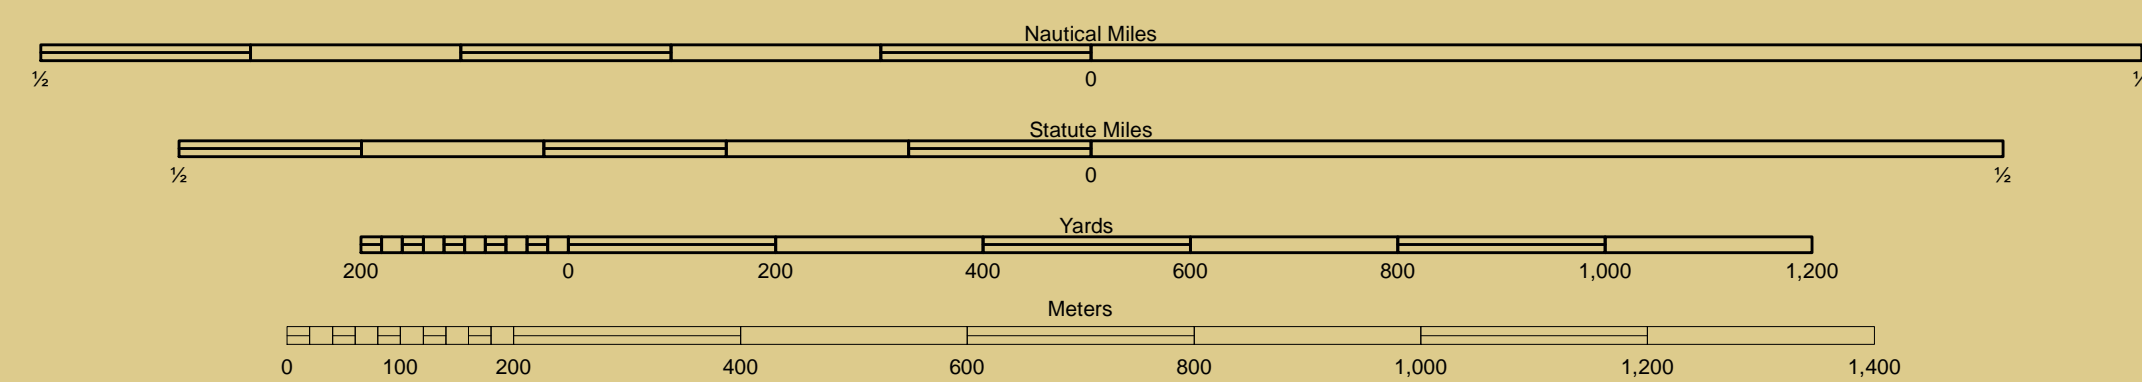 Nautical Miles
½ 0
Statute Miles
½ 0 ½
Yards
200 0 200 400 600 800 1,000 1,200
Meters
0 100 200 400 600 800 1,000 1,200 1,400